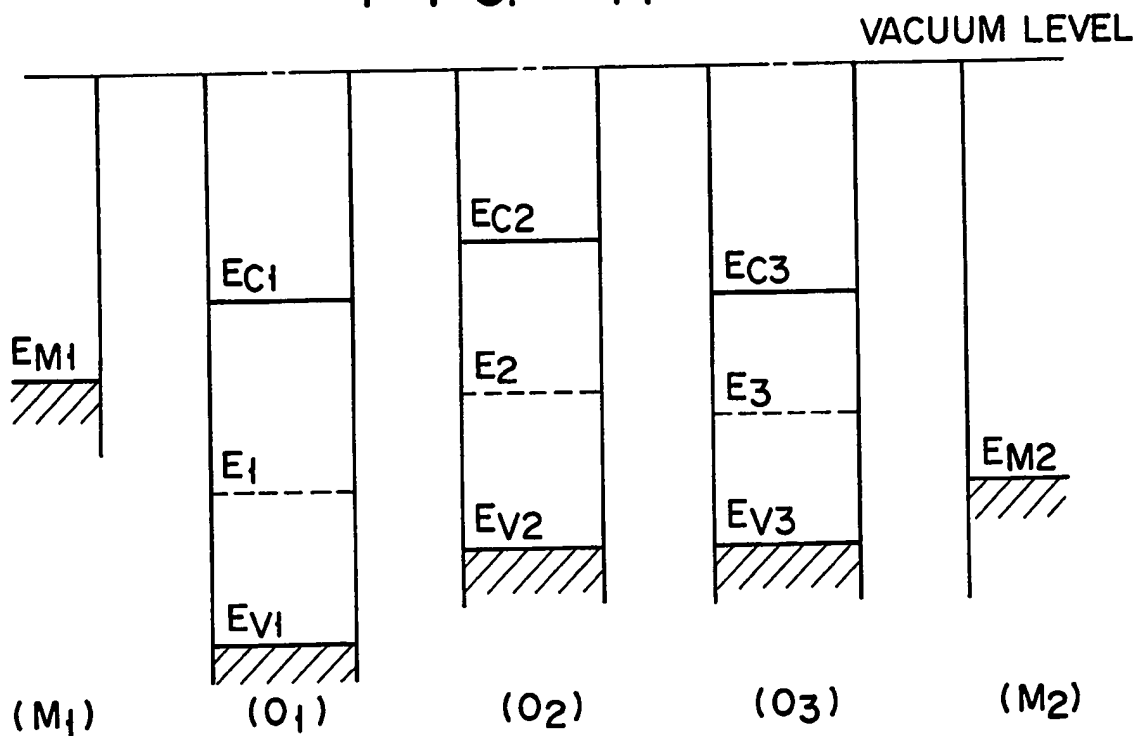 VACUUM LEVEL
EC2
EC1
EC3
EM1
E2
E3
E1
EM2
EV2
EV3
EV1
(M1)
(O1)
(O2)
(O3)
(M2)